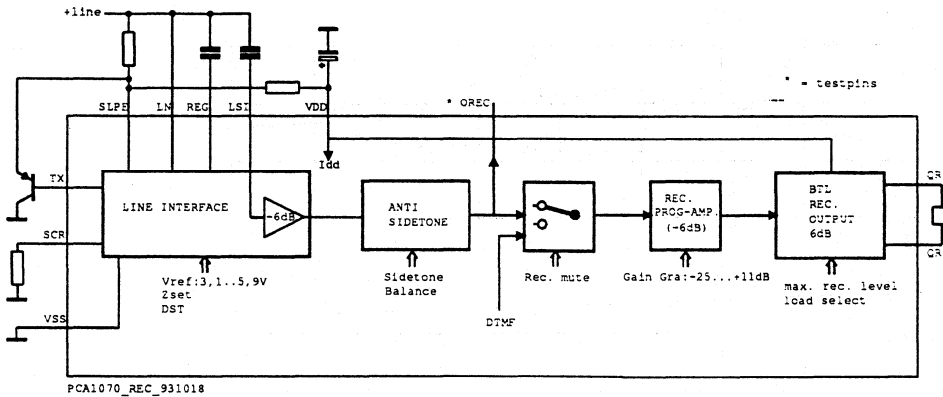 +line
* - testpins
SLPE LN REG LSI VDD
* OREC
Idd
TX
LINE INTERFACE
-6dB
ANTI
SIDETONE
REC.
PROG-AMP.
(-6dB)
BTL
REC.
OUTPUT
6dB
QR
QR
SCR
Vref:3,1..5,9V
Zset
DST
Sidetone
Balance
Rec. mute
Gain Gra:-25...+11dB
max. rec. level
load select
VSS
DTMF
PCA1070_REC_931018